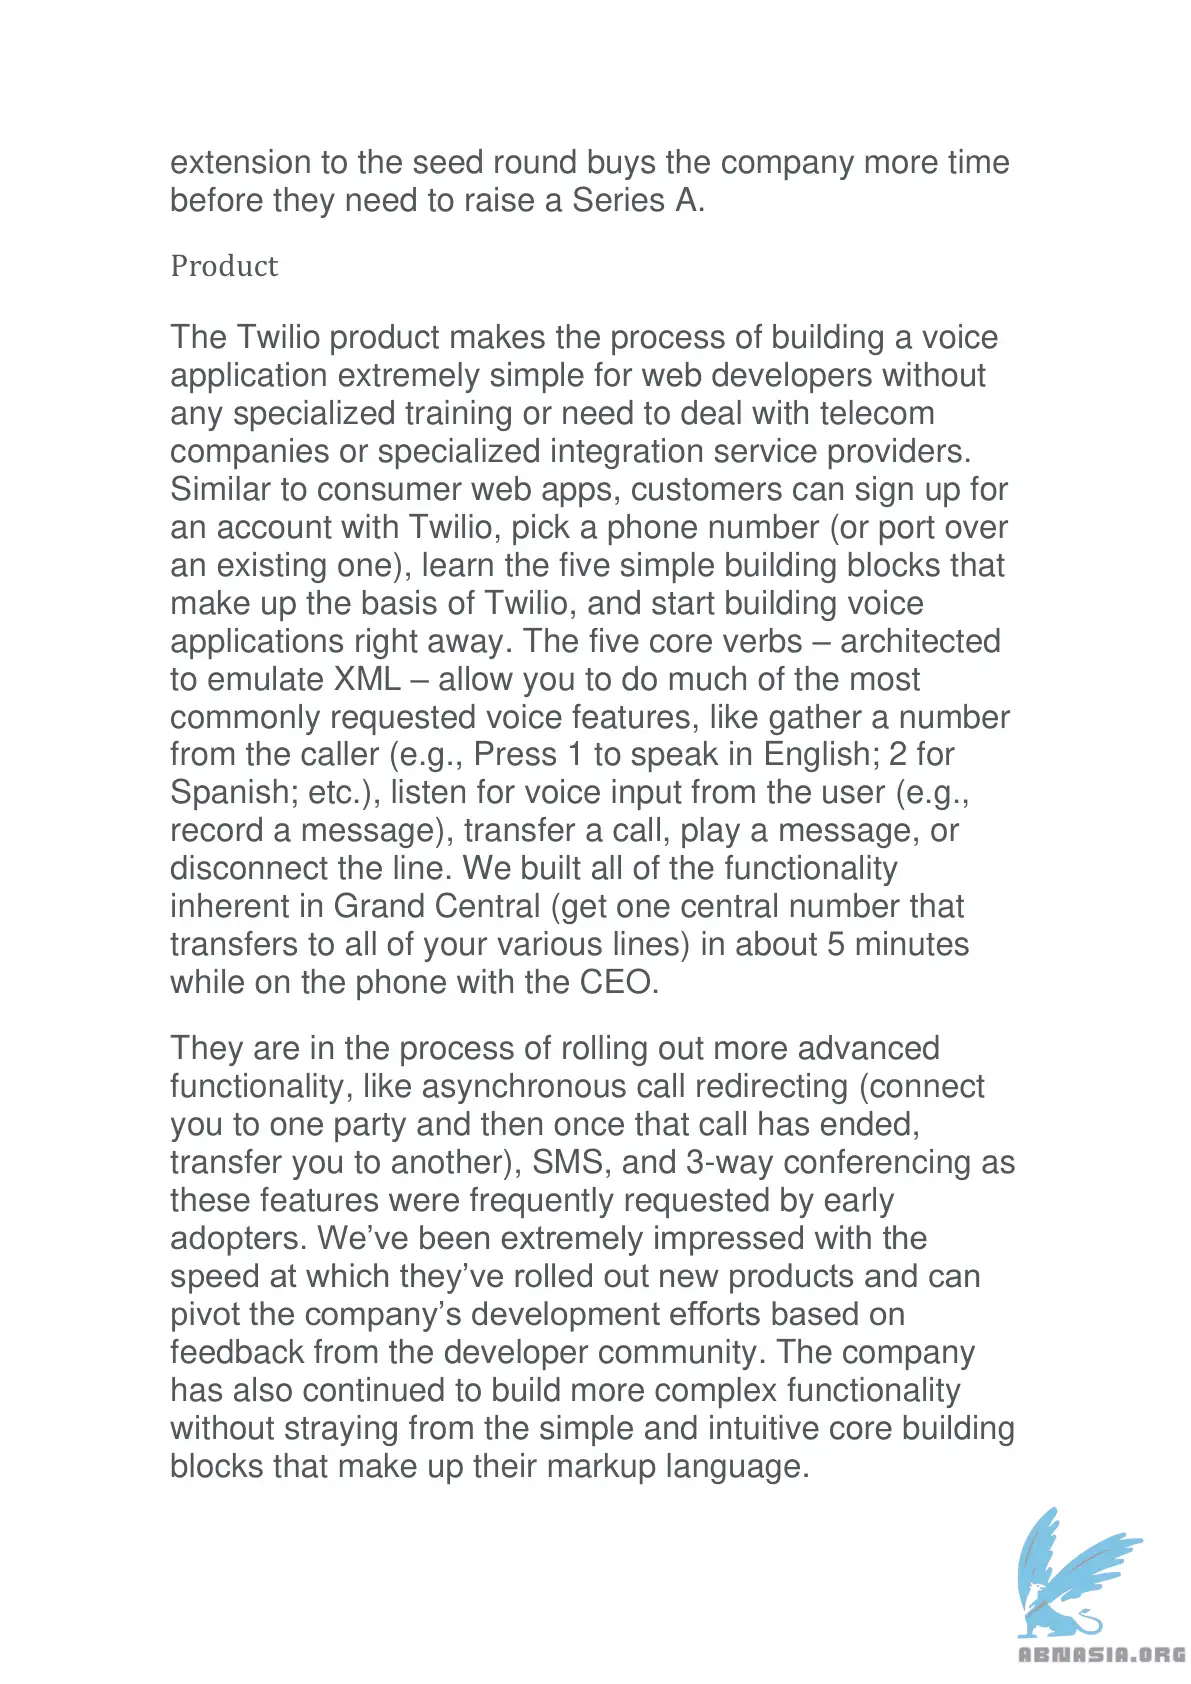 extension to the seed round buys the company more time
before they need to raise a Series A.
Product
The Twilio product makes the process of building a voice
application extremely simple for web developers without
any specialized training or need to deal with telecom
companies or specialized integration service providers.
Similar to consumer web apps, customers can sign up for
an account with Twilio, pick a phone number (or port over
an existing one), learn the five simple building blocks that
make up the basis of Twilio, and start building voice
applications right away. The five core verbs – architected
to emulate XML – allow you to do much of the most
commonly requested voice features, like gather a number
from the caller (e.g., Press 1 to speak in English; 2 for
Spanish; etc.), listen for voice input from the user (e.g.,
record a message), transfer a call, play a message, or
disconnect the line. We built all of the functionality
inherent in Grand Central (get one central number that
transfers to all of your various lines) in about 5 minutes
while on the phone with the CEO.
They are in the process of rolling out more advanced
functionality, like asynchronous call redirecting (connect
you to one party and then once that call has ended,
transfer you to another), SMS, and 3-way conferencing as
these features were frequently requested by early
adopters. We’ve been extremely impressed with the
speed at which they’ve rolled out new products and can
pivot the company’s development efforts based on
feedback from the developer community. The company
has also continued to build more complex functionality
without straying from the simple and intuitive core building
blocks that make up their markup language.
ABNASIA.ORG